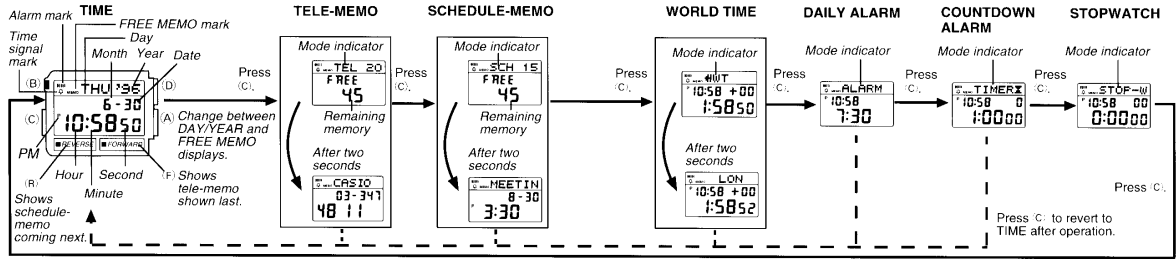 TIME
TELE-MEMO
SCHEDULE-MEMO
WORLD TIME
DAILY ALARM
COUNTDOWN
ALARM
STOPWATCH
Alarm mark
FREE MEMO mark
Time
signal
mark
Day
Month
Year
Date
(B)
(D)
(C)
(A)
MEMO
THU '96
6-30
P
10:58 50
REVERSE
FORWARD
PM
Hour
Second
Minute
(R)
Shows
schedule-
memo
coming next.
(F) Shows
tele-memo
shown last.
Change between
DAY/YEAR and
FREE MEMO
displays.
Press
(C).
Mode indicator
TEL 20
FREE
45
Remaining
memory
After two
seconds
CASIO
03-347
48 11
Press
(C).
Mode indicator
SCH 15
FREE
45
Remaining
memory
After two
seconds
MEETIN
8-30
P 3:30
Press
(C).
Mode indicator
WT
P 10:58 +00
1:58 50
After two
seconds
LON
P 10:58 +00
1:58 52
Press
(C).
Mode indicator
ALARM
P 10:58
7:30
Press
(C).
Mode indicator
TIMER
P 10:58 0
1:00 00
Press
(C).
Mode indicator
STOP-W
P 10:58 00
0:00 00
Press (C).
Press (C) to revert to
TIME after operation.